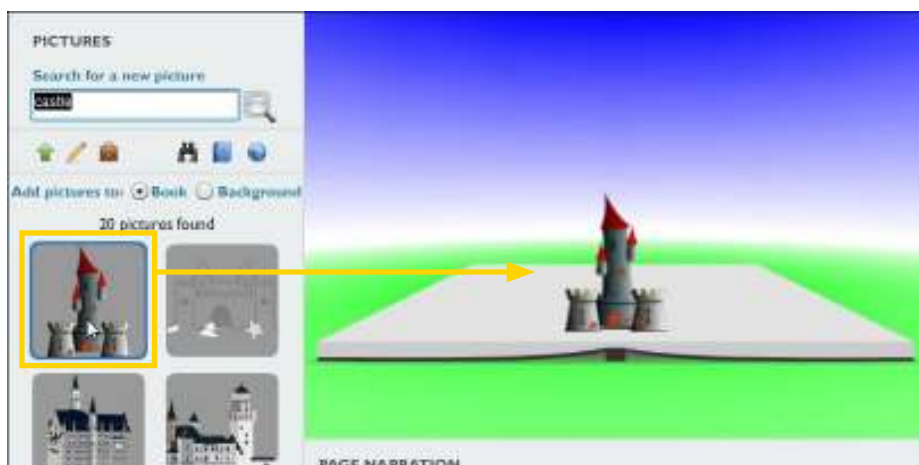 PICTURES
Search for a new picture
castle
Add pictures to: Book Background
20 pictures found
PAGE NARRATION